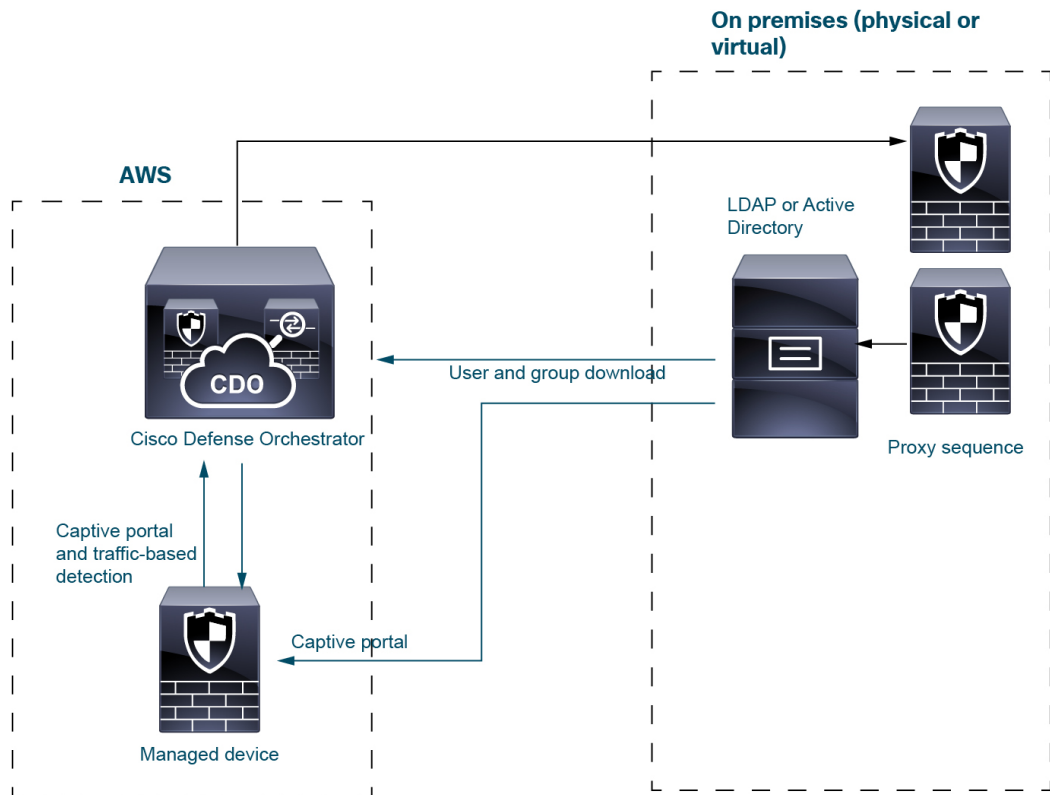 On premises (physical or
virtual)
AWS
LDAP or Active
Directory
CDO
User and group download
Cisco Defense Orchestrator
Proxy sequence
Captive portal
and traffic-based
detection
Captive portal
Managed device